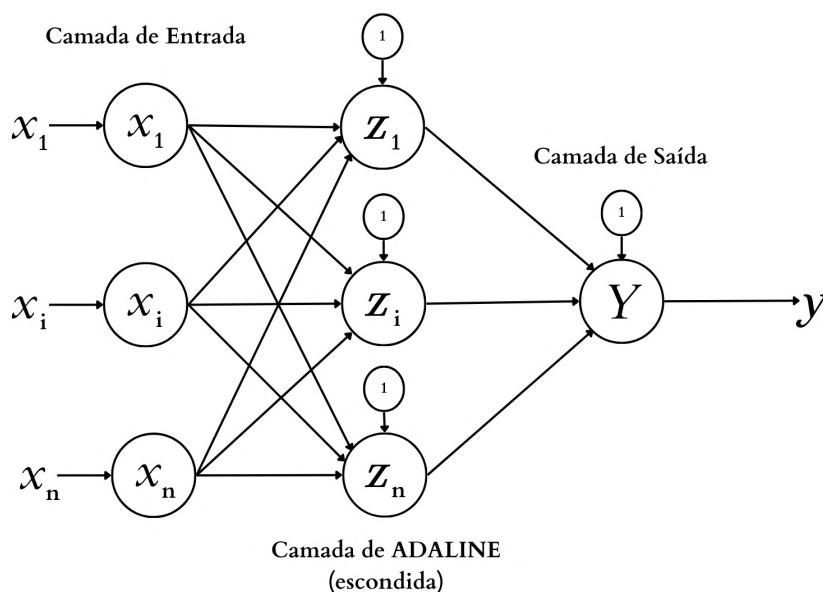 Camada de Entrada
1
x₁ x₁ z₁
Camada de Saída
1
1
xᵢ xᵢ zᵢ Y y
1
xₙ xₙ zₙ
Camada de ADALINE
(escondida)